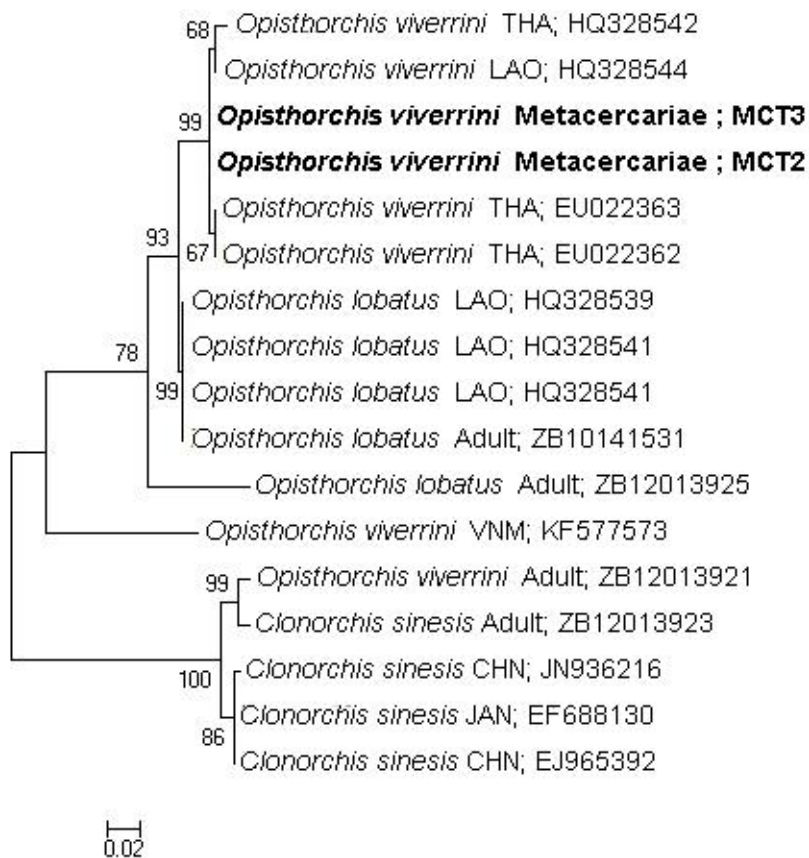 68
Opisthorchis viverrini THA; HQ328542
Opisthorchis viverrini LAO; HQ328544
99
Opisthorchis viverrini Metacercariae ; MCT3
Opisthorchis viverrini Metacercariae ; MCT2
Opisthorchis viverrini THA; EU022363
93
67
Opisthorchis viverrini THA; EU022362
Opisthorchis lobatus LAO; HQ328539
Opisthorchis lobatus LAO; HQ328541
78
Opisthorchis lobatus LAO; HQ328541
99
Opisthorchis lobatus Adult; ZB10141531
Opisthorchis lobatus Adult; ZB12013925
Opisthorchis viverrini VNM; KF577573
99
Opisthorchis viverrini Adult; ZB12013921
Clonorchis sinesis Adult; ZB12013923
100
Clonorchis sinesis CHN; JN936216
Clonorchis sinesis JAN; EF688130
86
Clonorchis sinesis CHN; EJ965392
0.02